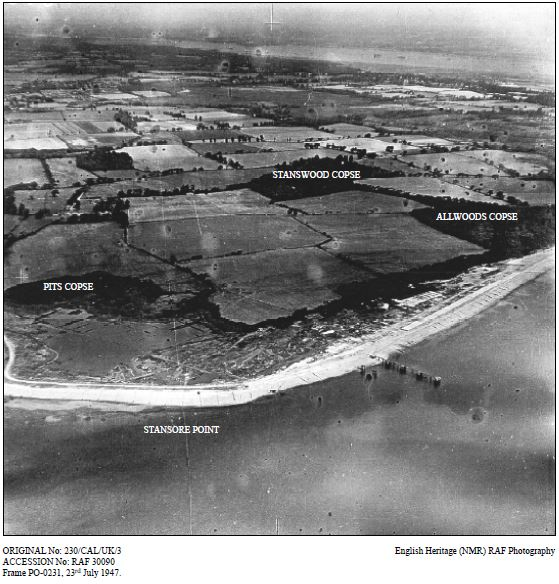 STANSWOOD COPSE
ALLWOODS COPSE
PITS COPSE
STANSORE POINT
ORIGINAL No: 230/CAL/UK/3
ACCESSION No: RAF 30090
Frame PO-0231, 23rd July 1947.
English Heritage (NMR) RAF Photography